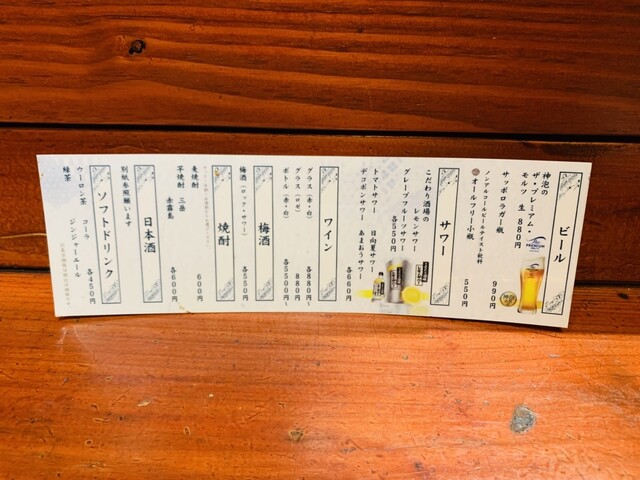 ビール
神泡の
ザ・プレミアム・
モルツ 生 880円
サッポロラガー瓶
990円
ノンアルコールビールテイスト飲料
オールフリー小瓶
550円
サワー
こだわり酒場の
レモンサワー
グレープフルーツサワー
各550円
トマトサワー 日向夏サワー
デコポンサワー あまおうサワー
各660円
ワイン
グラス(赤・白) 各880円
グラス(ロゼ) 880円
ボトル(赤・白) 各5500円
梅酒
梅酒(ロック・サワー)
各550円
焼酎
麦焼酎
600円
芋焼酎 三岳
赤霧島
各600円
日本酒
別紙参照願います
ソフトドリンク
ウーロン茶 コーラ
緑茶 ジンジャーエール
各450円